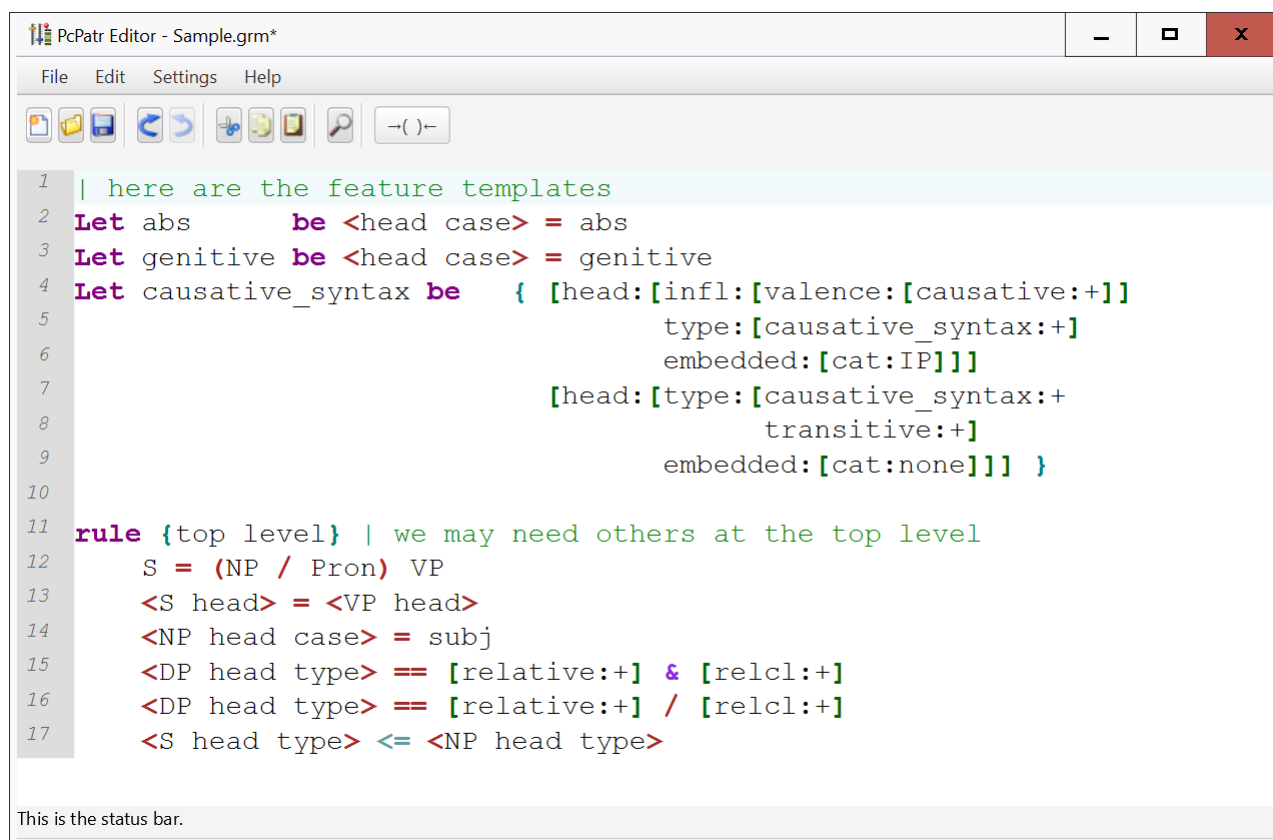 PcPatr Editor - Sample.grm*
File Edit Settings Help
→( )←
1 | here are the feature templates
2 Let abs      be <head case> = abs
3 Let genitive be <head case> = genitive
4 Let causative_syntax be   { [head:[infl:[valence:[causative:+]]
5                                    type:[causative_syntax:+]
6                                    embedded:[cat:IP]]]
7                             [head:[type:[causative_syntax:+
8                                          transitive:+]
9                                    embedded:[cat:none]]] }
10
11 rule {top level} | we may need others at the top level
12     S = (NP / Pron) VP
13     <S head> = <VP head>
14     <NP head case> = subj
15     <DP head type> == [relative:+] & [relcl:+]
16     <DP head type> == [relative:+] / [relcl:+]
17     <S head type> <= <NP head type>
This is the status bar.